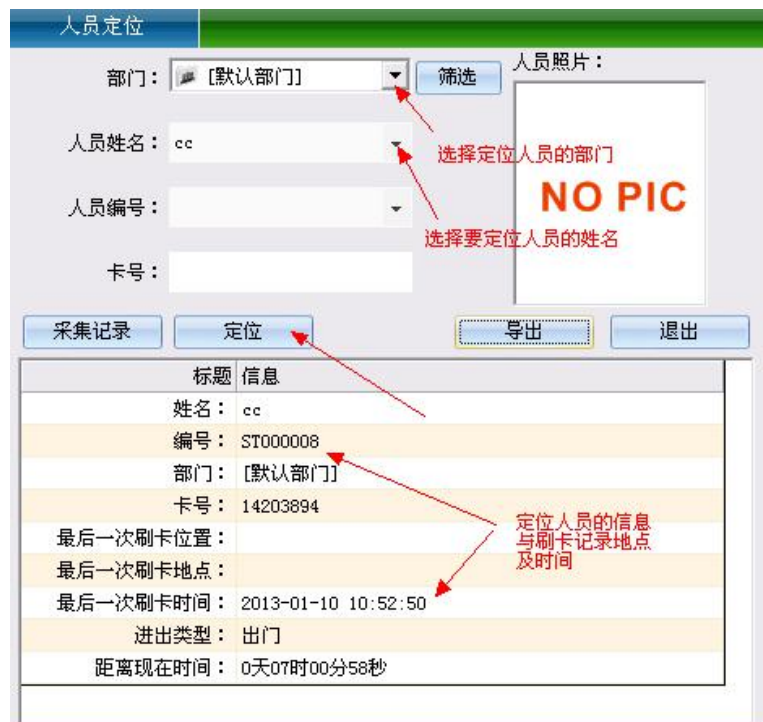 人员定位
部门： [默认部门] 筛选 人员照片：
人员姓名： cc
选择定位人员的部门
NO PIC
人员编号：
选择要定位人员的姓名
卡号：
采集记录 定位 导出 退出
标题 信息
姓名： cc
编号： ST000008
部门： [默认部门]
卡号： 14203894
定位人员的信息
与刷卡记录地点
及时间
最后一次刷卡位置：
最后一次刷卡地点：
最后一次刷卡时间： 2013-01-10 10:52:50
进出类型： 出门
距离现在时间： 0天07时00分58秒